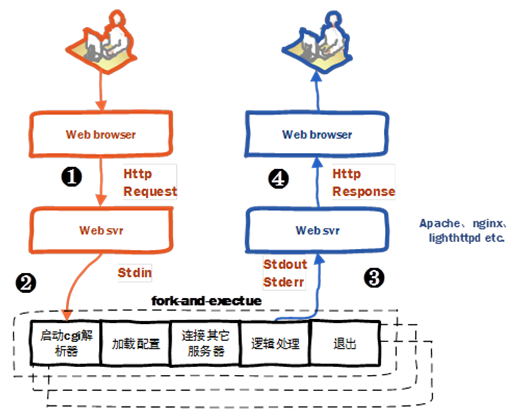 Web browser
Web browser
❶
Http
Request
❹
Http
Response
Web svr
Web svr
Apache、nginx、
lighthttpd etc.
❷
Stdin
Stdout
Stderr
❸
fork-and-exectue
启动cgi解
析器
加载配置
连接其它
服务器
逻辑处理
退出